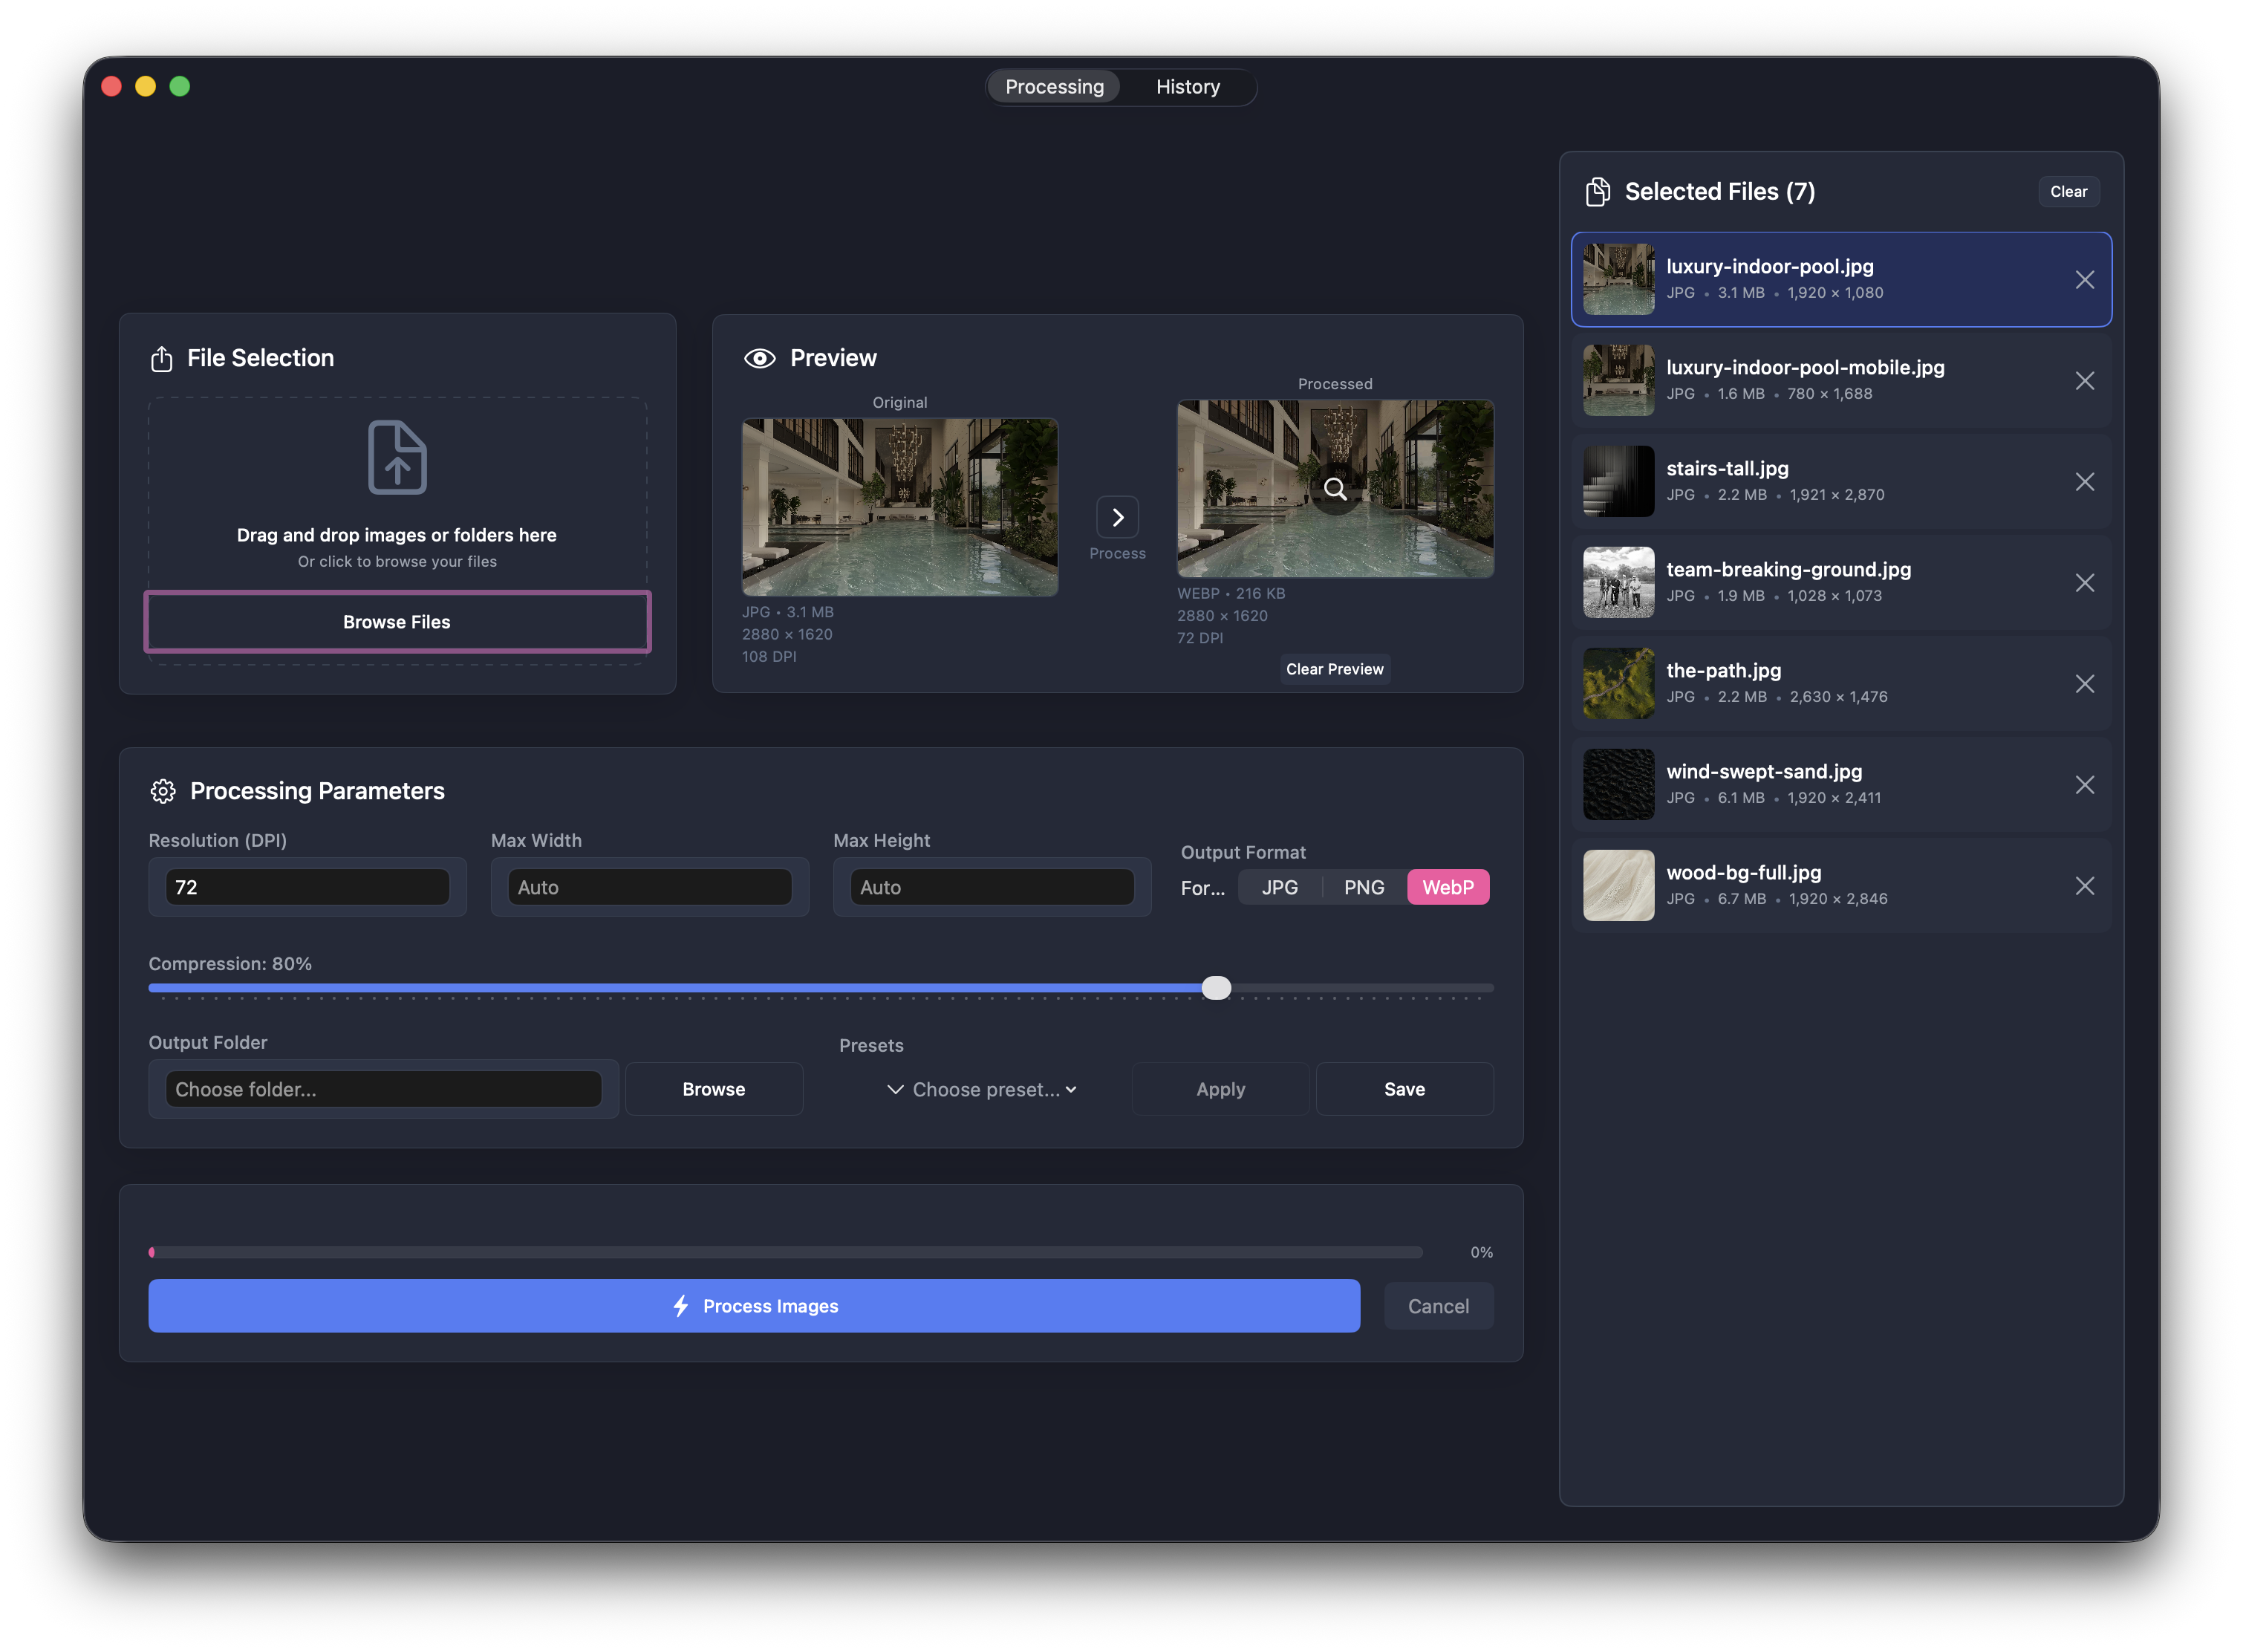 Processing
History
File Selection
Drag and drop images or folders here
Or click to browse your files
Browse Files
Preview
Original
JPG • 3.1 MB
2880 × 1620
108 DPI
Process
Processed
WEBP • 216 KB
2880 × 1620
72 DPI
Clear Preview
Processing Parameters
Resolution (DPI)
72
Max Width
Auto
Max Height
Auto
Output Format
For...
JPG
PNG
WebP
Compression: 80%
Output Folder
Choose folder...
Browse
Presets
Choose preset...
Apply
Save
0%
Process Images
Cancel
Selected Files (7)
Clear
luxury-indoor-pool.jpg
JPG • 3.1 MB • 1,920 × 1,080
luxury-indoor-pool-mobile.jpg
JPG • 1.6 MB • 780 × 1,688
stairs-tall.jpg
JPG • 2.2 MB • 1,921 × 2,870
team-breaking-ground.jpg
JPG • 1.9 MB • 1,028 × 1,073
the-path.jpg
JPG • 2.2 MB • 2,630 × 1,476
wind-swept-sand.jpg
JPG • 6.1 MB • 1,920 × 2,411
wood-bg-full.jpg
JPG • 6.7 MB • 1,920 × 2,846